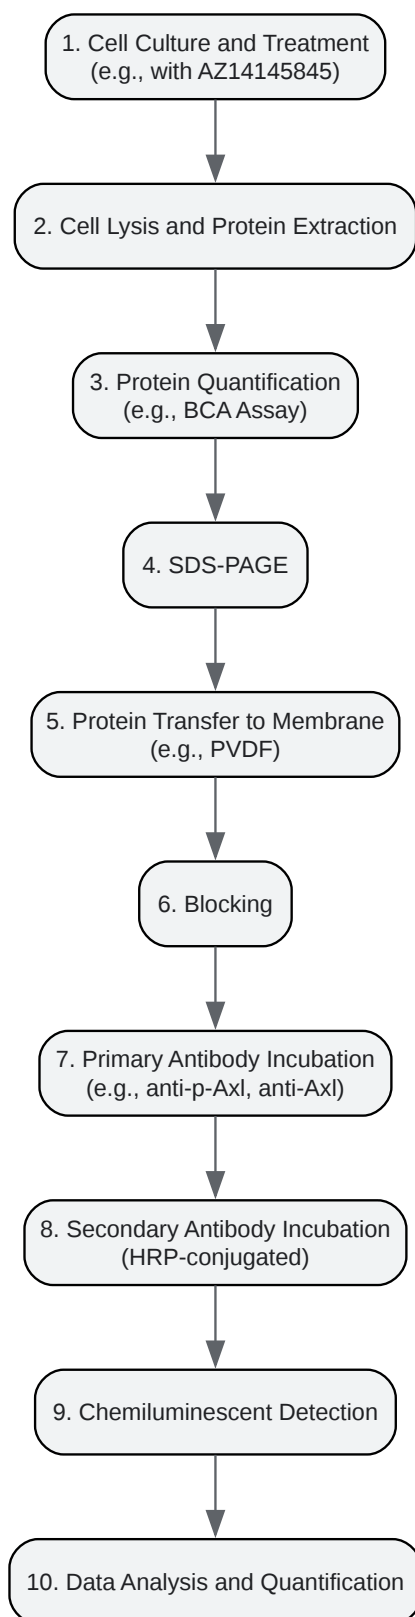 1. Cell Culture and Treatment
(e.g., with AZ14145845)
2. Cell Lysis and Protein Extraction
3. Protein Quantification
(e.g., BCA Assay)
4. SDS-PAGE
5. Protein Transfer to Membrane
(e.g., PVDF)
6. Blocking
7. Primary Antibody Incubation
(e.g., anti-p-Axl, anti-Axl)
8. Secondary Antibody Incubation
(HRP-conjugated)
9. Chemiluminescent Detection
10. Data Analysis and Quantification